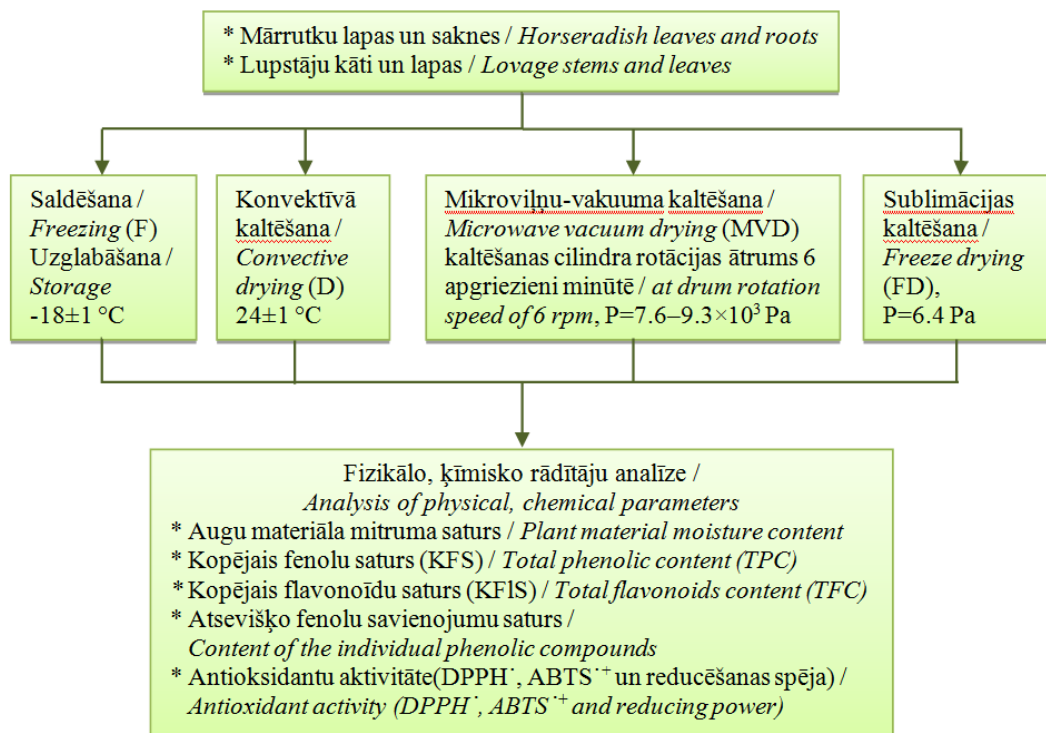 * Mārrutku lapas un saknes / Horseradish leaves and roots
* Lupstāju kāti un lapas / Lovage stems and leaves
Saldēšana /
Freezing (F)
Uzglabāšana /
Storage
-18±1 °C
Konvektīvā
kaltēšana /
Convective
drying (D)
24±1 °C
Mikroviļņu-vakuuma kaltēšana /
Microwave vacuum drying (MVD)
kaltēšanas cilindra rotācijas ātrums 6
apgriezieni minūtē / at drum rotation
speed of 6 rpm, P=7.6–9.3×10³ Pa
Sublimācijas
kaltēšana /
Freeze drying
(FD),
P=6.4 Pa
Fizikālo, ķīmisko rādītāju analīze /
Analysis of physical, chemical parameters
* Augu materiāla mitruma saturs / Plant material moisture content
* Kopējais fenolu saturs (KFS) / Total phenolic content (TPC)
* Kopējais flavonoīdu saturs (KFlS) / Total flavonoids content (TFC)
* Atsevišķo fenolu savienojumu saturs /
Content of the individual phenolic compounds
* Antioksidantu aktivitāte(DPPH˙, ABTS˙⁺ un reducēšanas spēja) /
Antioxidant activity (DPPH˙, ABTS˙⁺ and reducing power)